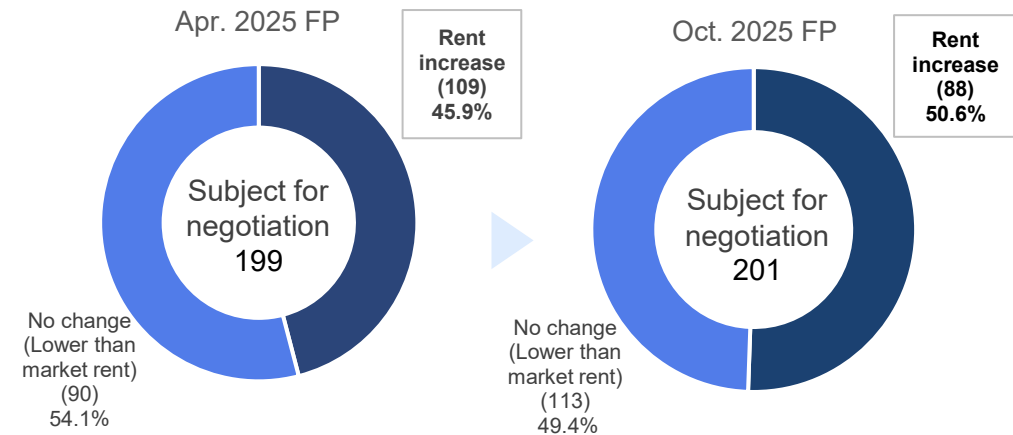 Apr. 2025 FP
Rent
increase
(109)
45.9%
Subject for
negotiation
199
No change
(Lower than
market rent)
(90)
54.1%
Oct. 2025 FP
Rent
increase
(88)
50.6%
Subject for
negotiation
201
No change
(Lower than
market rent)
(113)
49.4%